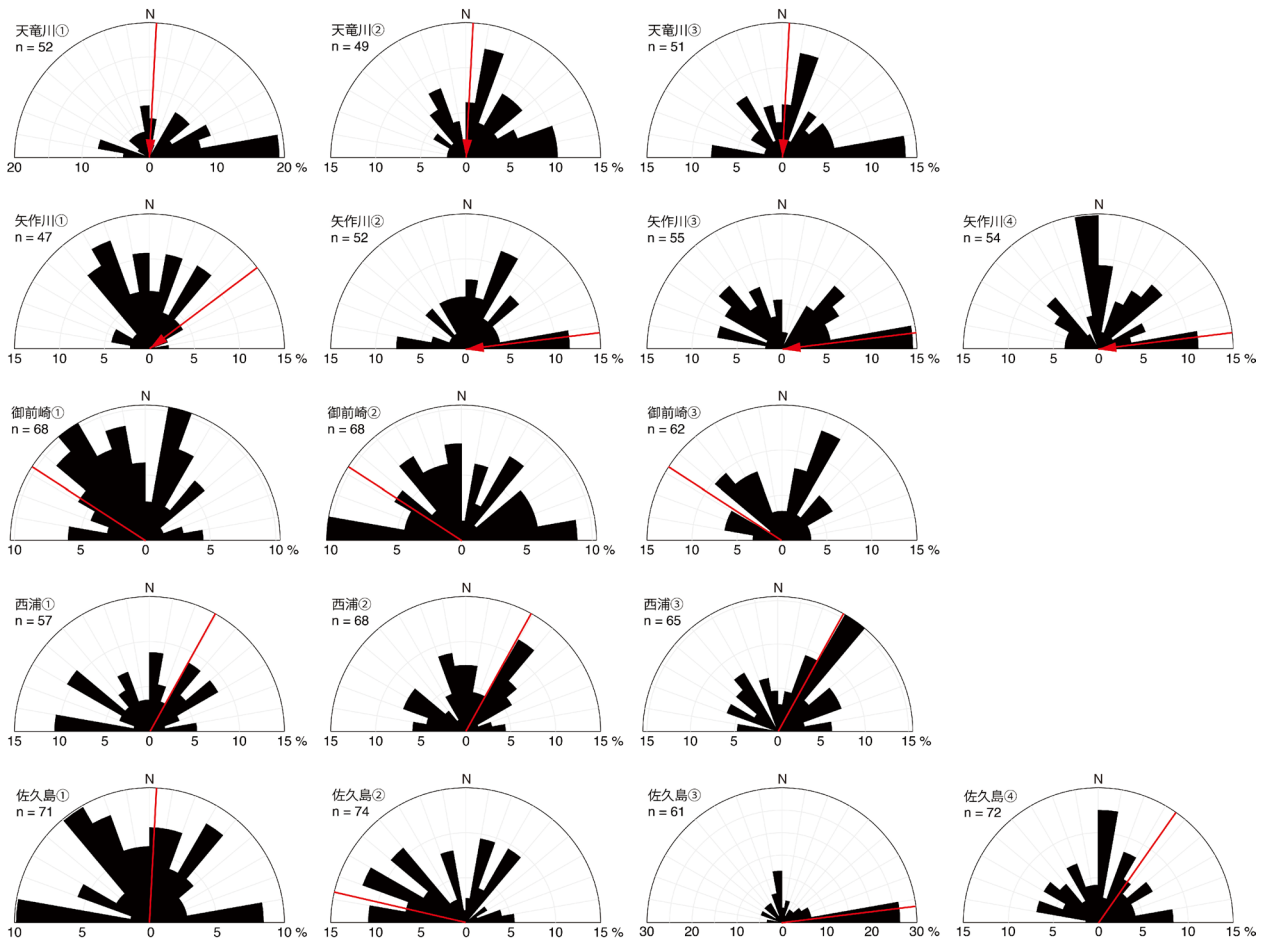 N
天竜川①
n = 52
20 10 0 10 20 %
N
天竜川②
n = 49
15 10 5 0 5 10 15 %
N
天竜川③
n = 51
15 10 5 0 5 10 15 %
N
矢作川①
n = 47
15 10 5 0 5 10 15 %
N
矢作川②
n = 52
15 10 5 0 5 10 15 %
N
矢作川③
n = 55
15 10 5 0 5 10 15 %
N
矢作川④
n = 54
15 10 5 0 5 10 15 %
N
御前崎①
n = 68
10 5 0 5 10 %
N
御前崎②
n = 68
10 5 0 5 10 %
N
御前崎③
n = 62
15 10 5 0 5 10 15 %
N
西浦①
n = 57
15 10 5 0 5 10 15 %
N
西浦②
n = 68
15 10 5 0 5 10 15 %
N
西浦③
n = 65
15 10 5 0 5 10 15 %
N
佐久島①
n = 71
10 5 0 5 10 %
N
佐久島②
n = 74
15 10 5 0 5 10 15 %
N
佐久島③
n = 61
30 20 10 0 10 20 30 %
N
佐久島④
n = 72
15 10 5 0 5 10 15 %